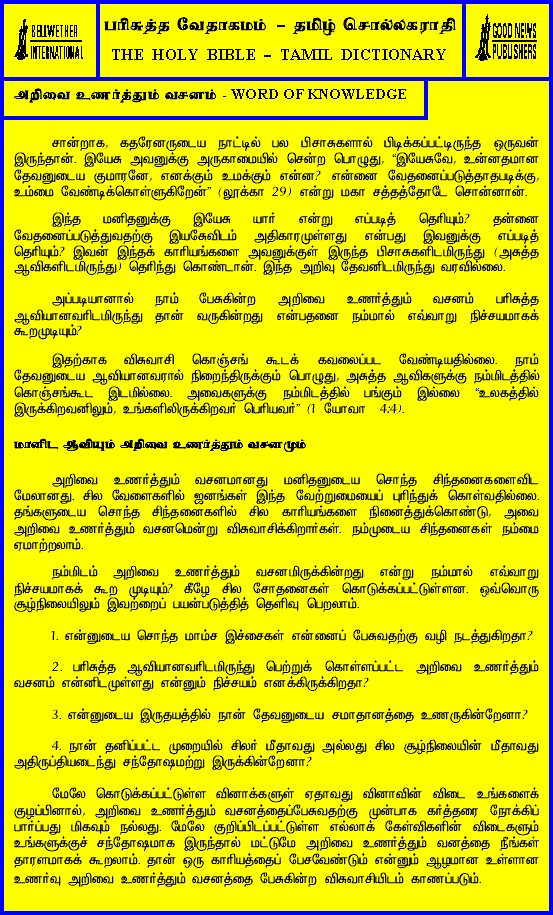 BELLWETHER
INTERNATIONAL
பரிசுத்த வேதாகமம் – தமிழ் சொல்லகராதி
THE HOLY BIBLE – TAMIL DICTIONARY
GOOD NEWS
PUBLISHERS
அறிவை உணர்த்தும் வசனம் - WORD OF KNOWLEDGE
சான்றாக, கதரேனருடைய நாட்டில் பல பிசாசுகளால் பிடிக்கப்பட்டிருந்த ஒருவன்
இருந்தான். இயேசு அவனுக்கு அருகாமையில் சென்ற பொழுது, “இயேசுவே, உன்னதமான
தேவனுடைய குமாரனே, எனக்கும் உமக்கும் என்ன? என்னை வேதனைப்படுத்தாதபடிக்கு,
உம்மை வேண்டிக்கொள்ளுகிறேன்” (லூக்கா 29) என்று மகா சத்தத்தோடே சொன்னான்.
இந்த மனிதனுக்கு இயேசு யார் என்று எப்படித் தெரியும்? தன்னை
வேதனைப்படுத்துவதற்கு இயசேுவிடம் அதிகாரமுள்ளது என்பது இவனுக்கு எப்படித்
தெரியும்? இவன் இந்தக் காரியங்களை அவனுக்குள் இருந்த பிசாசுகளிடமிருந்து (அசுத்த
ஆவிகளிடமிருந்து) தெரிந்து கொண்டான். இந்த அறிவு தேவனிடமிருந்து வரவில்லை.
அப்படியானால் நாம் பேசுகின்ற அறிவை உணர்த்தும் வசனம் பரிசுத்த
ஆவியானவரிடமிருந்து தான் வருகின்றது என்பதனை நம்மால் எவ்வாறு நிச்சயமாகக்
கூறமுடியும்?
இதற்காக விசுவாசி கொஞ்சங் கூடக் கவலைப்பட வேண்டியதில்லை. நாம்
தேவனுடைய ஆவியானவரால் நிறைந்திருக்கும் பொழுது, அசுத்த ஆவிகளுக்கு நம்மிடத்தில்
கொஞ்சங்கூட இடமில்லை. அவைகளுக்கு நம்மிடத்தில் பங்கும் இல்லை “உலகத்தில்
இருக்கிறவனிலும், உங்களிலிருக்கிறவர் பெரியவர்” (1 யோவா 4:4).
மானிட ஆவியும் அறிவை உணர்த்தும் வசனமும்
அறிவை உணர்த்தும் வசனமானது மனிதனுடைய சொந்த சிந்தனைகளைவிட
மேலானது. சில வேளைகளில் ஜனங்கள் இந்த வேற்றுமையைப் புரிந்துக் கொள்வதில்லை.
தங்களுடைய சொந்த சிந்தனைகளில் சில காரியங்களை நினைத்துக்கொண்டு, அவை
அறிவை உணர்த்தும் வசனமென்று விசுவாசிக்கிறார்கள். நம்முடைய சிந்தனைகள் நம்மை
ஏமாற்றலாம்.
நம்மிடம் அறிவை உணர்த்தும் வசனமிருக்கின்றது என்று நம்மால் எவ்வாறு
நிச்சயமாகக் கூற முடியும்? கீழே சில சோதனைகள் கொடுக்கப்பட்டுள்ளன. ஒவ்வொரு
சூழ்நிலையிலும் இவற்றைப் பயன்படுத்தித் தெளிவு பெறலாம்.
1. என்னுடைய சொந்த மாம்ச இச்சைகள் என்னைப் பேசுவதற்கு வழி நடத்துகிறதா?
2. பரிசுத்த ஆவியானவரிடமிருந்து பெற்றுக் கொள்ளப்பட்ட அறிவை உணர்த்தும்
வசனம் என்னிடமுள்ளது என்னும் நிச்சயம் எனக்கிருக்கிறதா?
3. என்னுடைய இருதயத்தில் நான் தேவனுடைய சமாதானத்தை உணருகின்றேனா?
4. நான் தனிப்பட்ட முறையில் சிலர் மீதாவது அல்லது சில சூழ்நிலையின் மீதாவது
அதிருப்தியடைந்து சந்தோஷமற்று இருக்கின்றேனா?
மேலே கொடுக்கப்பட்டுள்ள வினாக்களுள் ஏதாவது வினாவின் விடை உங்களைக்
குழப்பினால், அறிவை உணர்த்தும் வசனத்தைப்பேசுவதற்கு முன்பாக கர்த்தரை நோக்கிப்
பார்ப்பது மிகவும் நல்லது. மேலே குறிப்பிடப்பட்டுள்ள எல்லாக் கேள்விகளின் விடைகளும்
உங்களுக்குச் சந்தோஷமாக இருந்தால் மட்டுமே அறிவை உணர்த்தும் வனத்தை நீங்கள்
தாரளமாகக் கூறலாம். தான் ஒரு காரியத்தைப் பேசவேண்டும் என்னும் ஆழமான உள்ளான
உணர்வு அறிவை உணர்த்தும் வசனத்தை பேசுகின்ற விசுவாசியிடம் காணப்படும்.